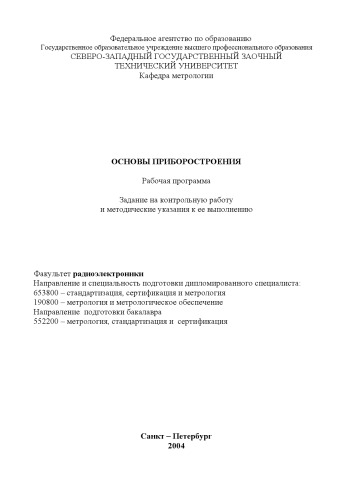 Федеральное агентство по образованию
Государственное образовательное учреждение высшего профессионального образования
СЕВЕРО-ЗАПАДНЫЙ ГОСУДАРСТВЕННЫЙ ЗАОЧНЫЙ
ТЕХНИЧЕСКИЙ УНИВЕРСИТЕТ
Кафедра метрологии
ОСНОВЫ ПРИБОРОСТРОЕНИЯ
Рабочая программа
Задание на контрольную работу
и методические указания к ее выполнению
Факультет радиоэлектроники
Направление и специальность подготовки дипломированного специалиста:
653800 – стандартизация, сертификация и метрология
190800 – метрология и метрологическое обеспечение
Направление подготовки бакалавра
552200 – метрология, стандартизация и сертификация
Санкт – Петербург
2004